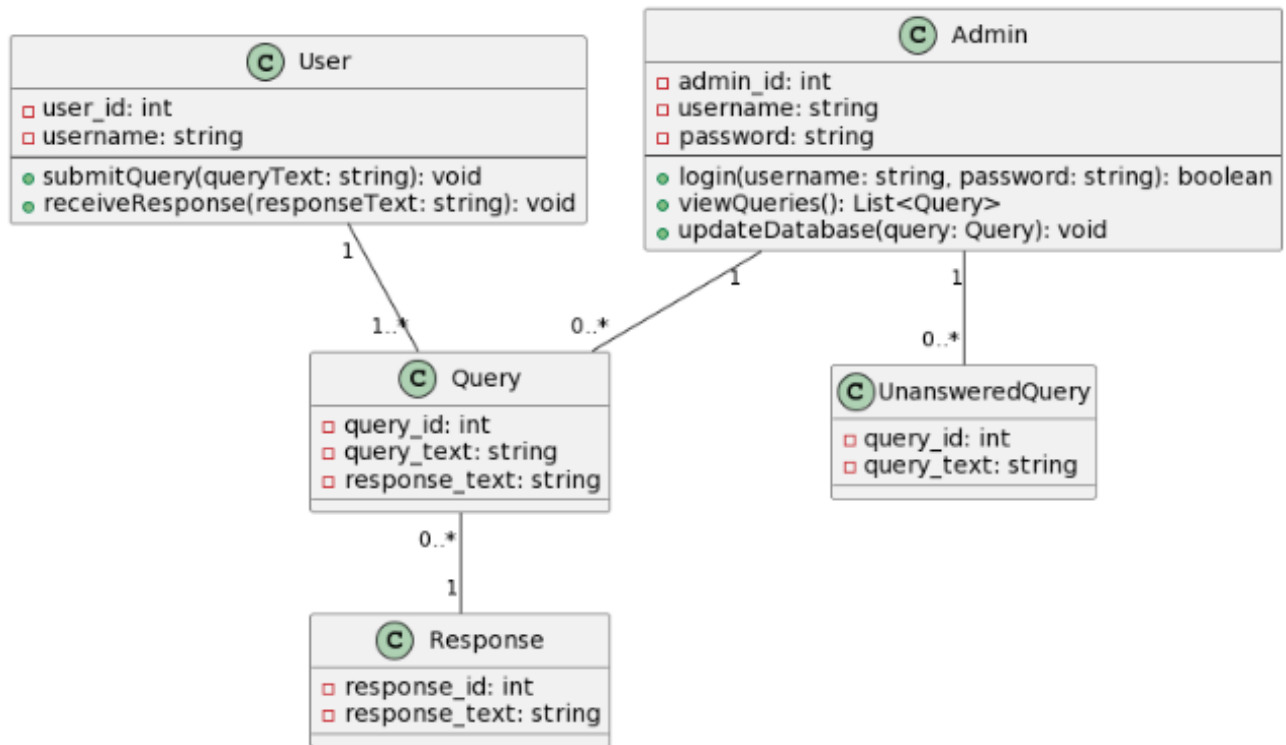 C User
user_id: int
username: string
submitQuery(queryText: string): void
receiveResponse(responseText: string): void
C Admin
admin_id: int
username: string
password: string
login(username: string, password: string): boolean
viewQueries(): List<Query>
updateDatabase(query: Query): void
1
1..*
1
0..*
1
0..*
C Query
query_id: int
query_text: string
response_text: string
C UnansweredQuery
query_id: int
query_text: string
0..*
1
C Response
response_id: int
response_text: string